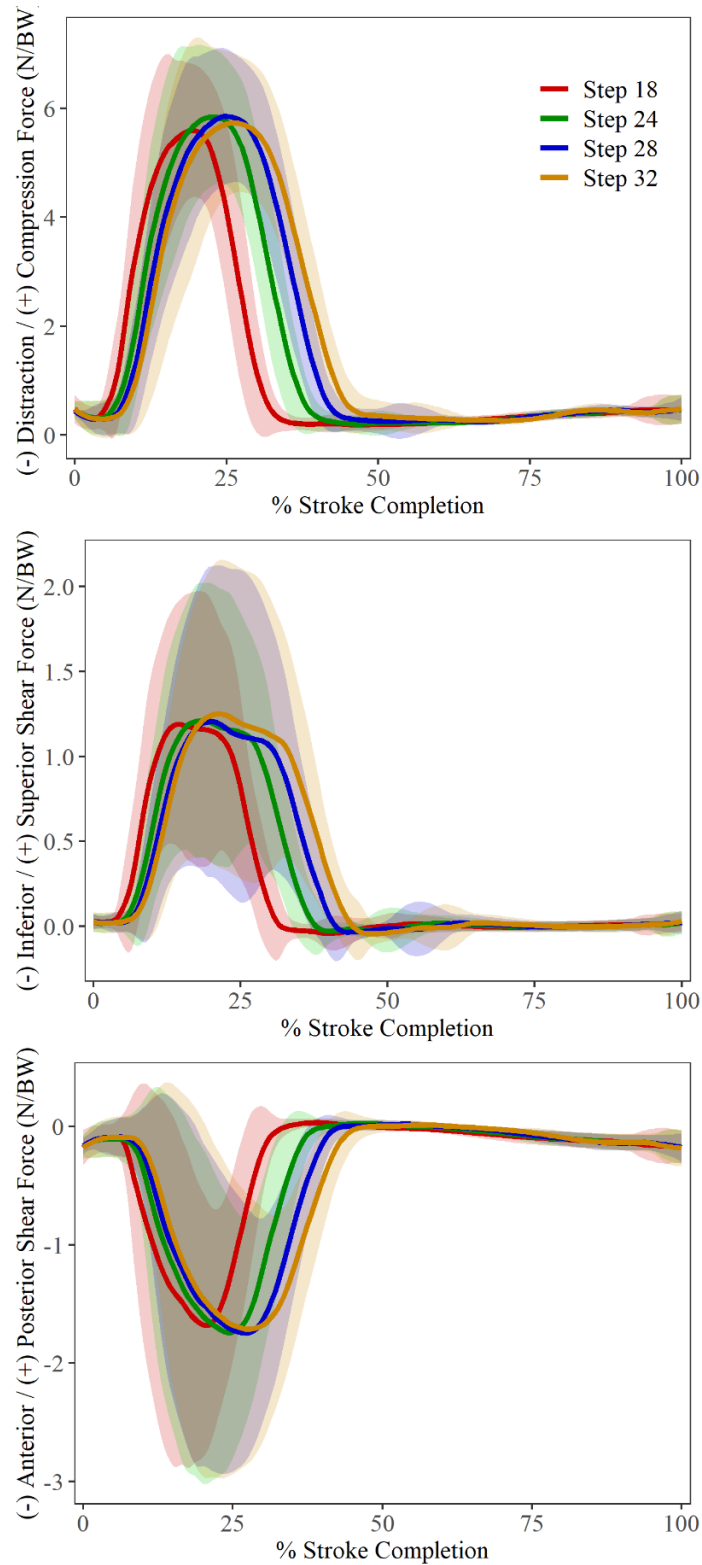 (-) Distraction / (+) Compression Force (N/BW)
6
4
2
0
Step 18
Step 24
Step 28
Step 32
0 25 50 75 100
% Stroke Completion
(-) Inferior / (+) Superior Shear Force (N/BW)
2.0
1.5
1.0
0.5
0.0
0 25 50 75 100
% Stroke Completion
(-) Anterior / (+) Posterior Shear Force (N/BW)
0
-1
-2
-3
0 25 50 75 100
% Stroke Completion